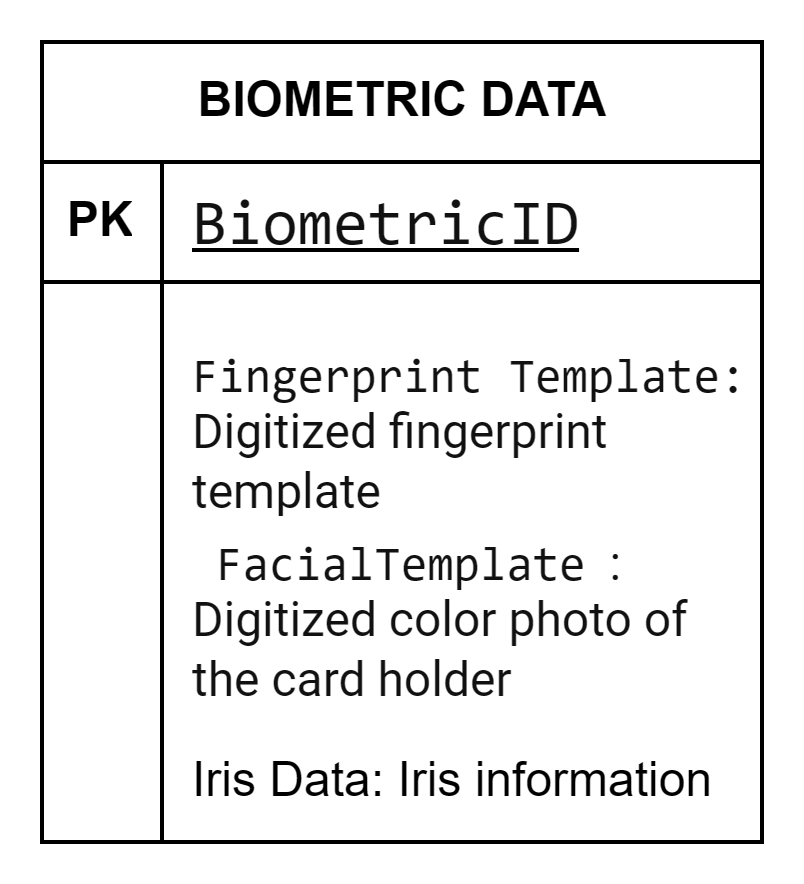 BIOMETRIC DATA
PK BiometricID
Fingerprint Template:
Digitized fingerprint
template
FacialTemplate :
Digitized color photo of
the card holder
Iris Data: Iris information